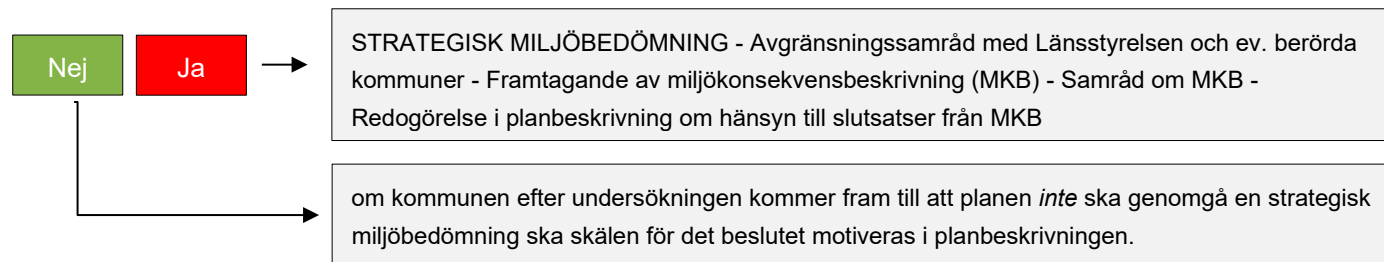 Nej Ja
STRATEGISK MILJÖBEDÖMNING - Avgränsningssamråd med Länsstyrelsen och ev. berörda
kommuner - Framtagande av miljökonsekvensbeskrivning (MKB) - Samråd om MKB -
Redogörelse i planbeskrivning om hänsyn till slutsatser från MKB
om kommunen efter undersökningen kommer fram till att planen inte ska genomgå en strategisk
miljöbedömning ska skälen för det beslutet motiveras i planbeskrivningen.